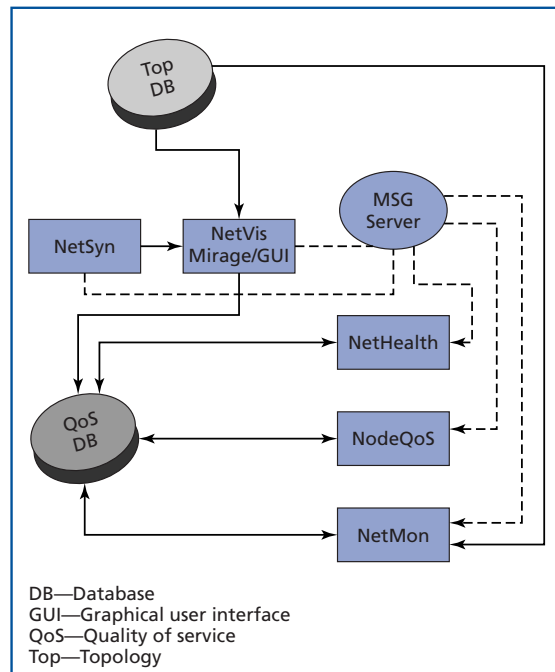 Top
DB
MSG
Server
NetSyn
NetVis
Mirage/GUI
NetHealth
QoS
DB
NodeQoS
NetMon
DB—Database
GUI—Graphical user interface
QoS—Quality of service
Top—Topology